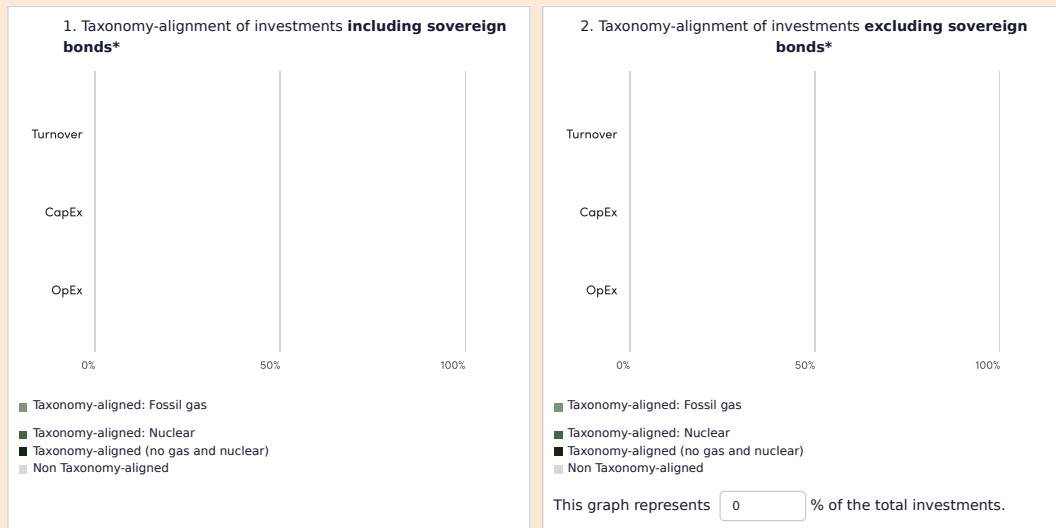 1. Taxonomy-alignment of investments including sovereign
bonds*
Turnover
CapEx
OpEx
0% 50% 100%
Taxonomy-aligned: Fossil gas
Taxonomy-aligned: Nuclear
Taxonomy-aligned (no gas and nuclear)
Non Taxonomy-aligned
2. Taxonomy-alignment of investments excluding sovereign
bonds*
Turnover
CapEx
OpEx
0% 50% 100%
Taxonomy-aligned: Fossil gas
Taxonomy-aligned: Nuclear
Taxonomy-aligned (no gas and nuclear)
Non Taxonomy-aligned
This graph represents 0 % of the total investments.